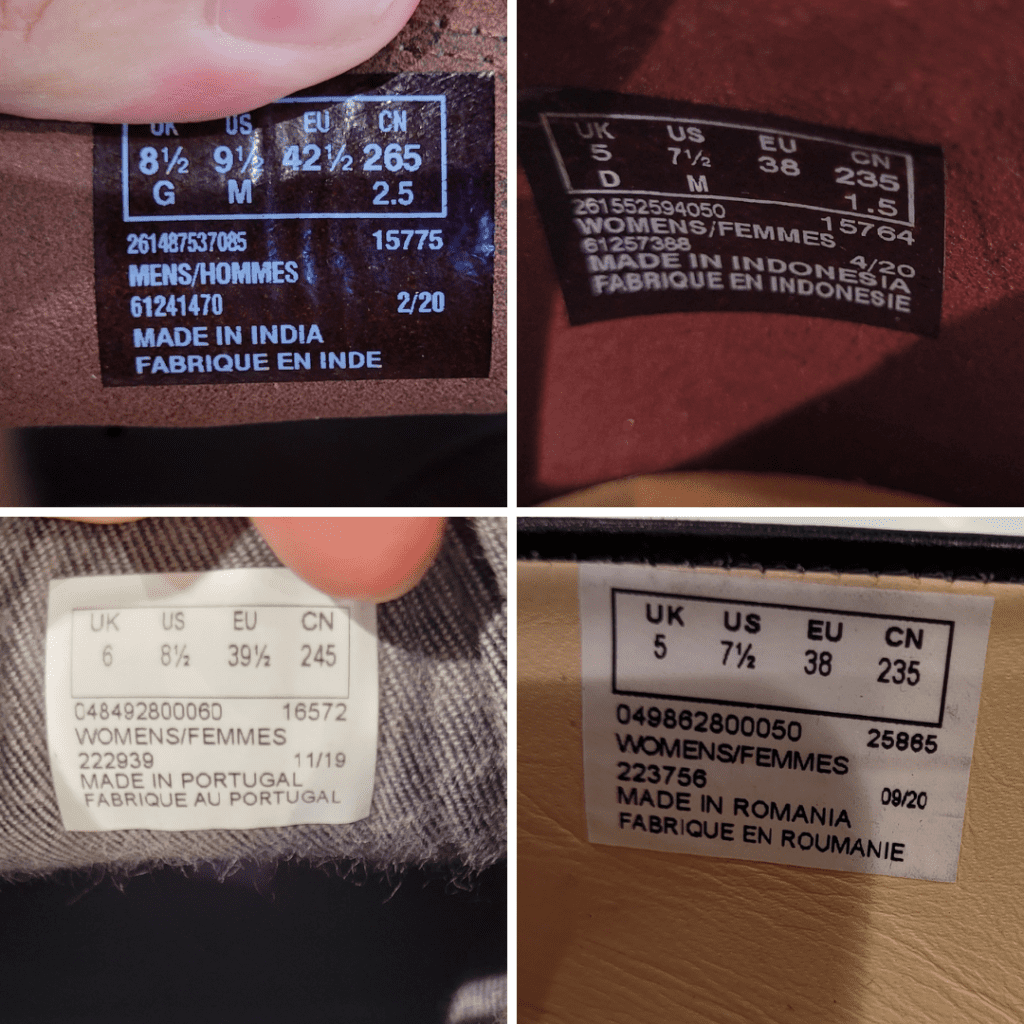 UK US EU CN
8½ 9½ 42½ 265
G M 2.5
261487537085 15775
MENS/HOMMES
61241470 2/20
MADE IN INDIA
FABRIQUE EN INDE
UK US EU CN
5 7½ 38 235
D M 1.5
261552594050 15764
WOMENS/FEMMES
61257388 4/20
MADE IN INDONESIA
FABRIQUE EN INDONESIE
UK US EU CN
6 8½ 39½ 245
048492800060 16572
WOMENS/FEMMES
222939 11/19
MADE IN PORTUGAL
FABRIQUE AU PORTUGAL
UK US EU CN
5 7½ 38 235
049862800050 25865
WOMENS/FEMMES
223756 09/20
MADE IN ROMANIA
FABRIQUE EN ROUMANIE